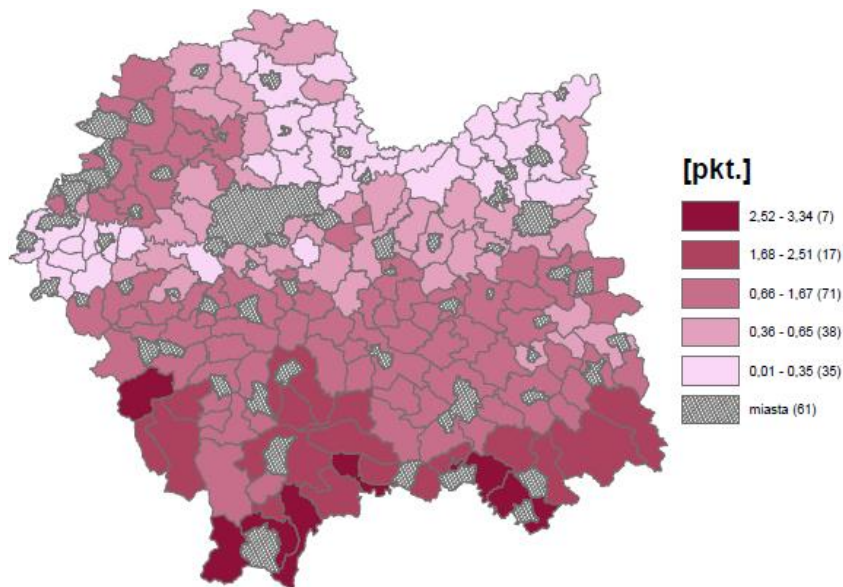 [pkt.]
2,52 - 3,34 (7)
1,68 - 2,51 (17)
0,66 - 1,67 (71)
0,36 - 0,65 (38)
0,01 - 0,35 (35)
miasta (61)